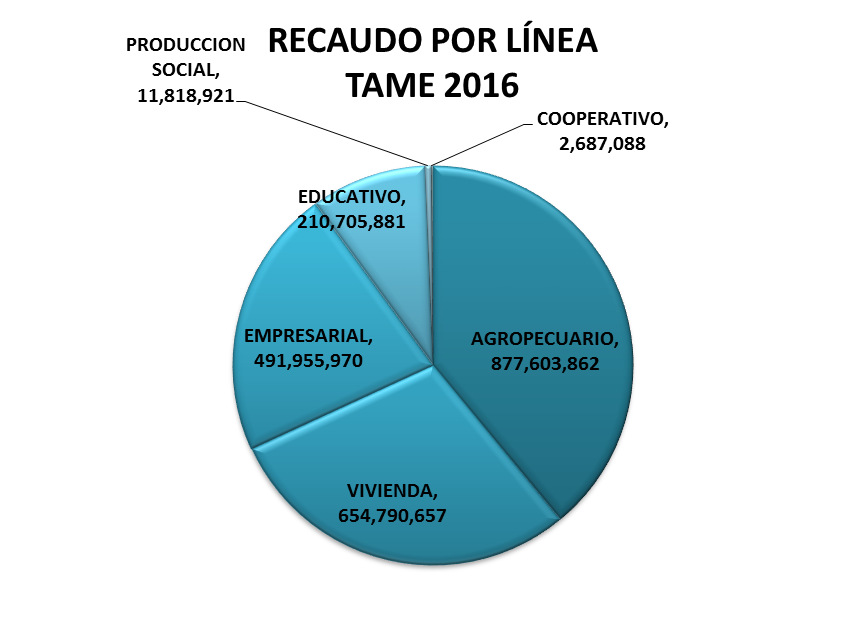 RECAUDO POR LÍNEA
TAME 2016
PRODUCCION
SOCIAL,
11,818,921
COOPERATIVO,
2,687,088
EDUCATIVO,
210,705,881
EMPRESARIAL,
491,955,970
AGROPECUARIO,
877,603,862
VIVIENDA,
654,790,657